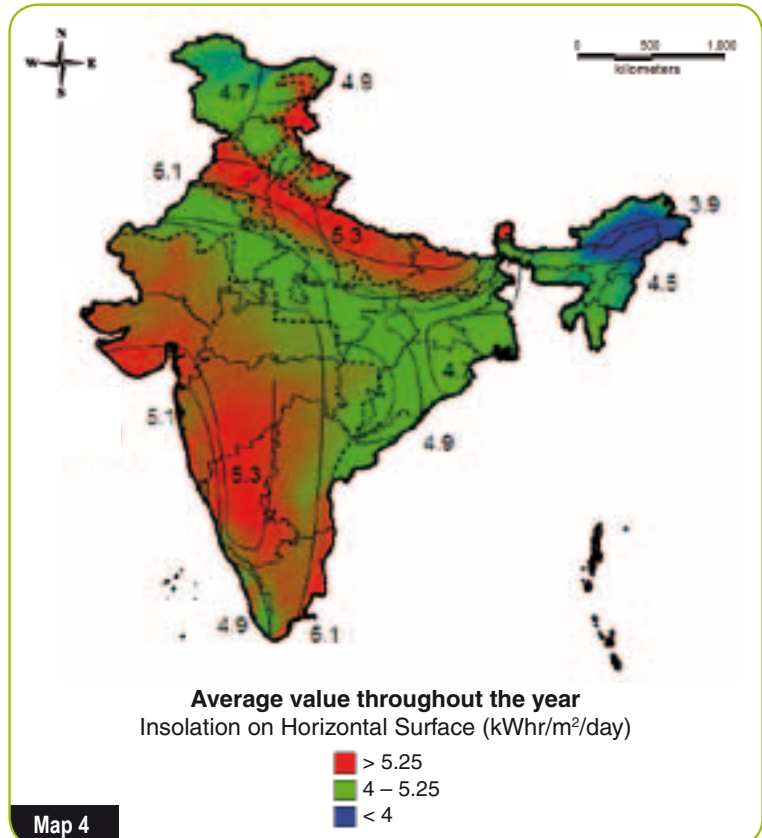 N
W E
S
0 500 1,000
kilometers
4.7
4.9
5.1
5.3
3.9
4.5
5.1
5.3
4.9
4.9
5.1
Average value throughout the year
Insolation on Horizontal Surface (kWhr/m²/day)
> 5.25
4 – 5.25
< 4
Map 4